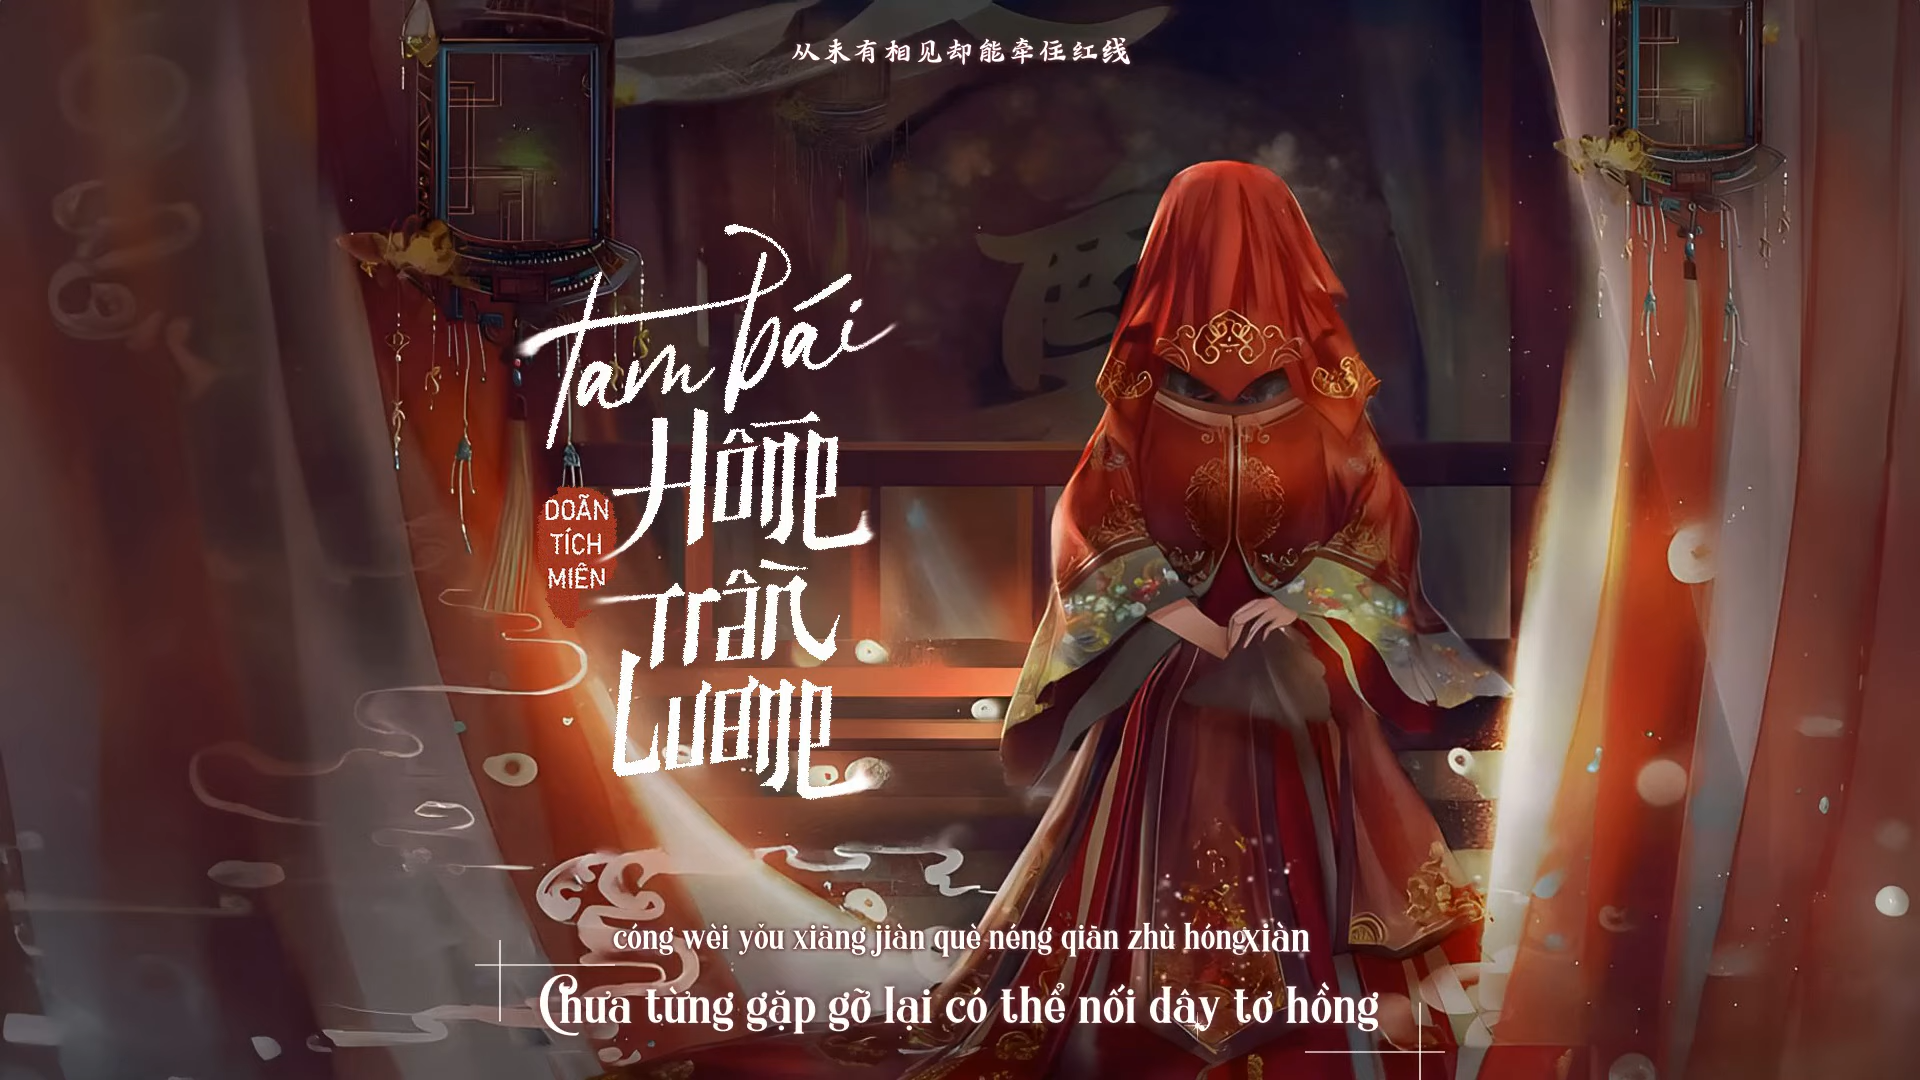 从未有相见却能牵住红线
Tam bái
Hồng
Trần
Lương
DOÃN
TÍCH
MIÊN
cóng wèi yǒu xiāng jiàn què néng qiān zhù hóngxiàn
Chưa từng gặp gỡ lại có thể nối dây tơ hồng